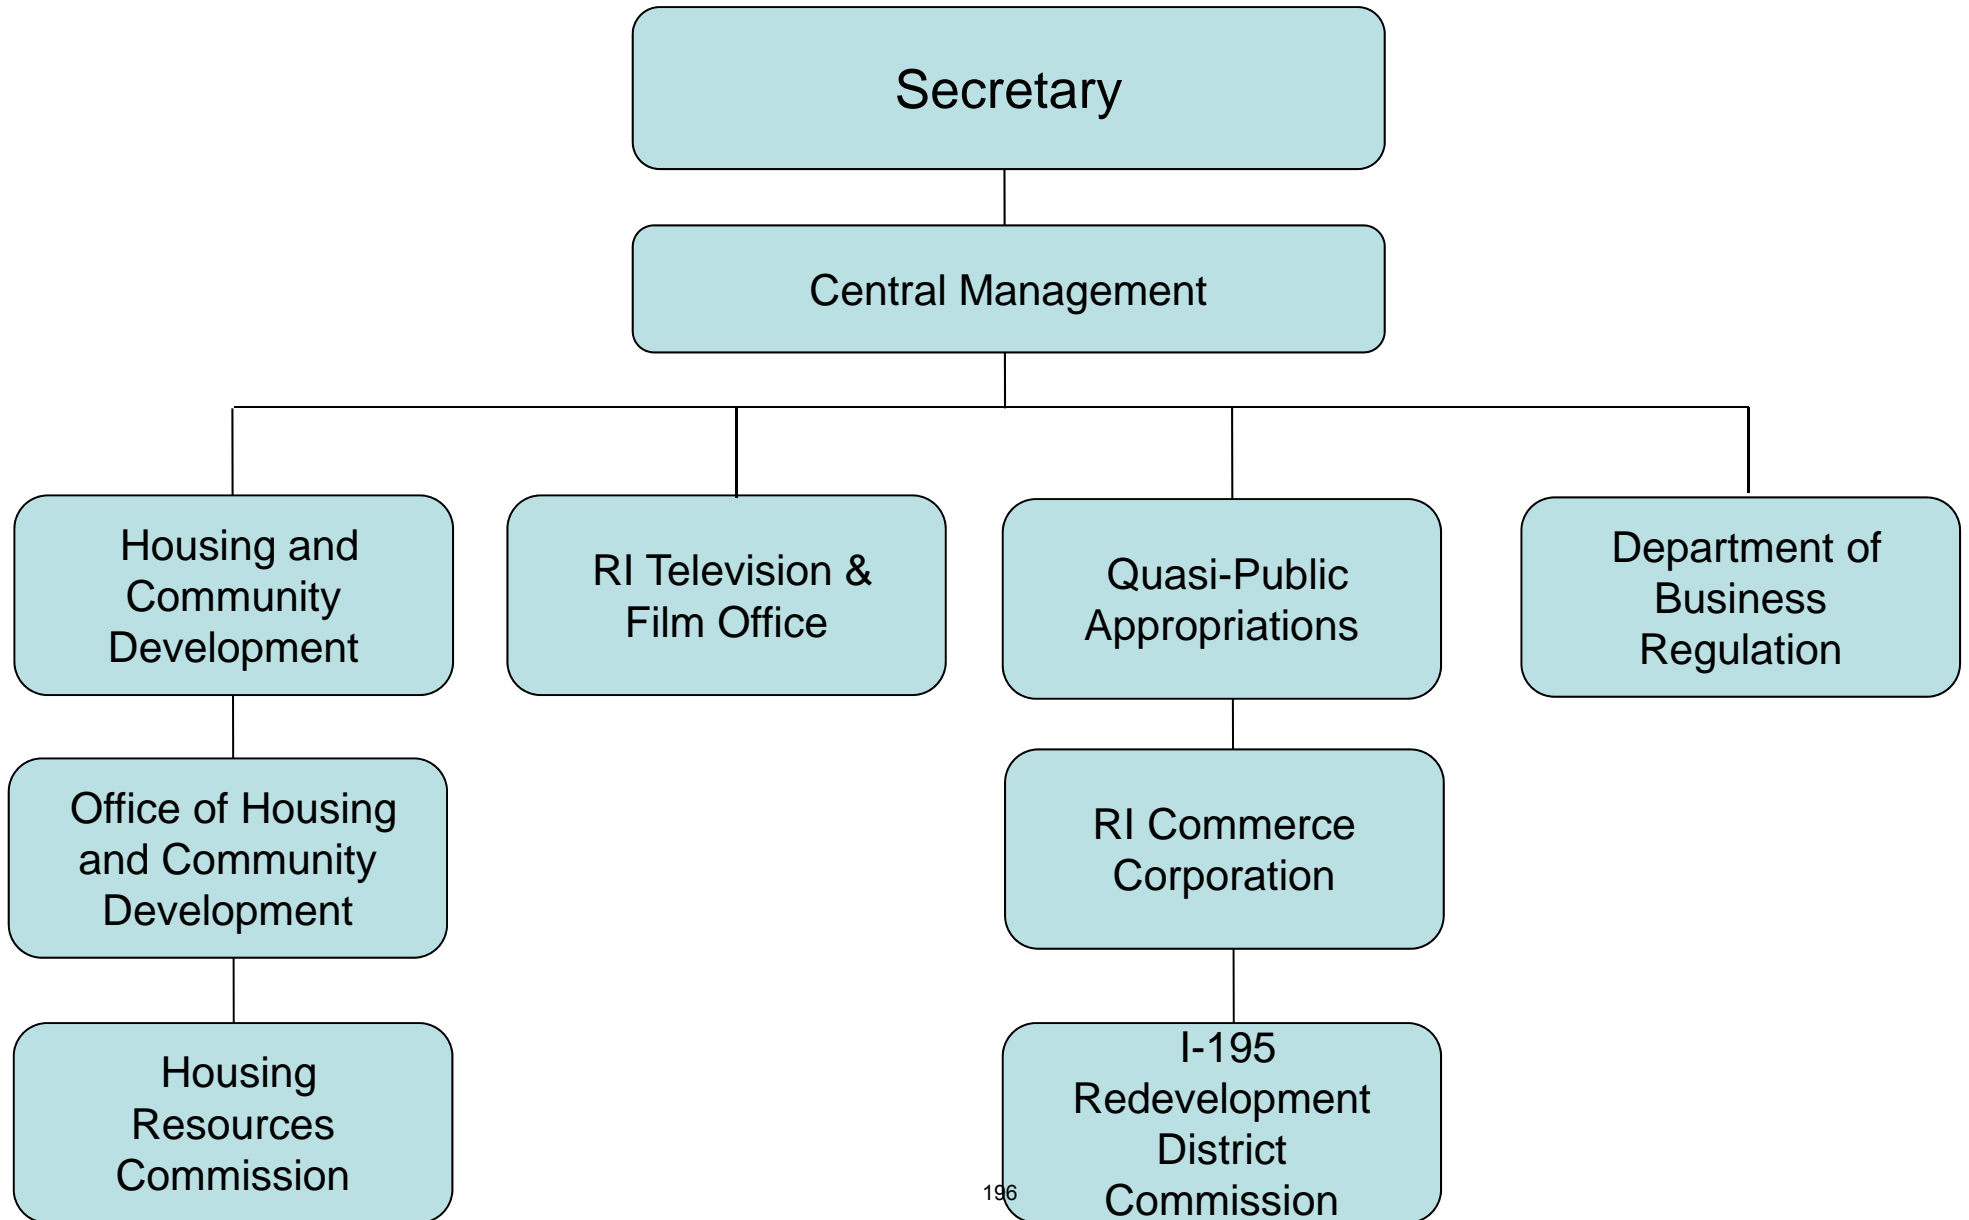 Secretary
Central Management
Housing and
Community
Development
RI Television &
Film Office
Quasi-Public
Appropriations
Department of
Business
Regulation
Office of Housing
and Community
Development
RI Commerce
Corporation
Housing
Resources
Commission
I-195
Redevelopment
District
Commission
196